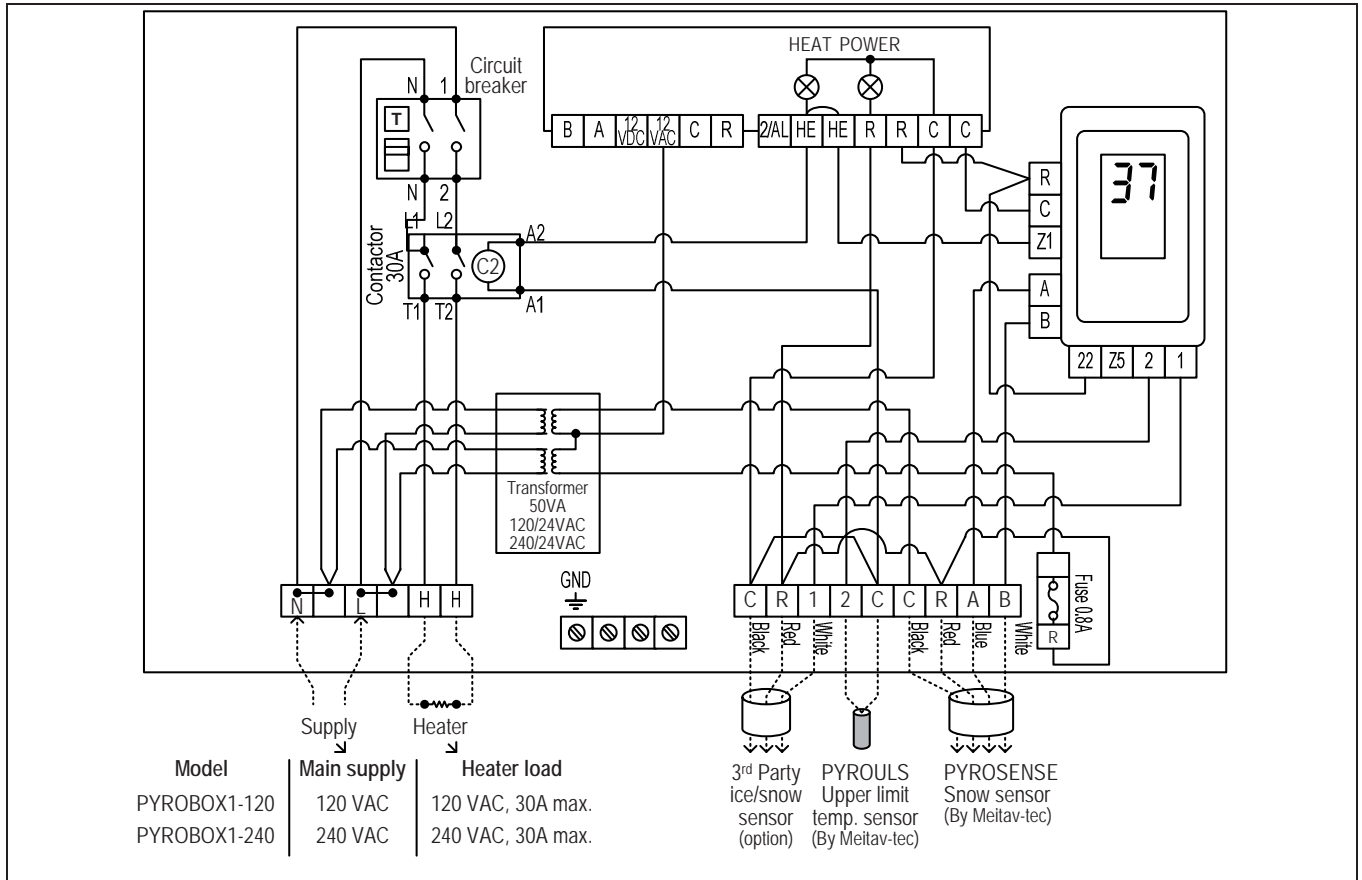 HEAT POWER
Circuit
breaker
N 1
T
B A 12 VDC 12 VAC C R
2/AL HE HE R R C C
R
C
Z1
A
B
37
22 Z5 2 1
N 2
L1 L2
Contactor
30A
C2
A2
A1
T1 T2
Transformer
50VA
120/24VAC
240/24VAC
GND
N L H H
C R 1 2 C C R A B
Black Red White Black Red Blue White
Fuse 0.8A
R
Supply Heater
Model Main supply Heater load
PYROBOX1-120 120 VAC 120 VAC, 30A max.
PYROBOX1-240 240 VAC 240 VAC, 30A max.
3rd Party
ice/snow
sensor
(option)
PYROULS
Upper limit
temp. sensor
(By Meitav-tec)
PYROSENSE
Snow sensor
(By Meitav-tec)